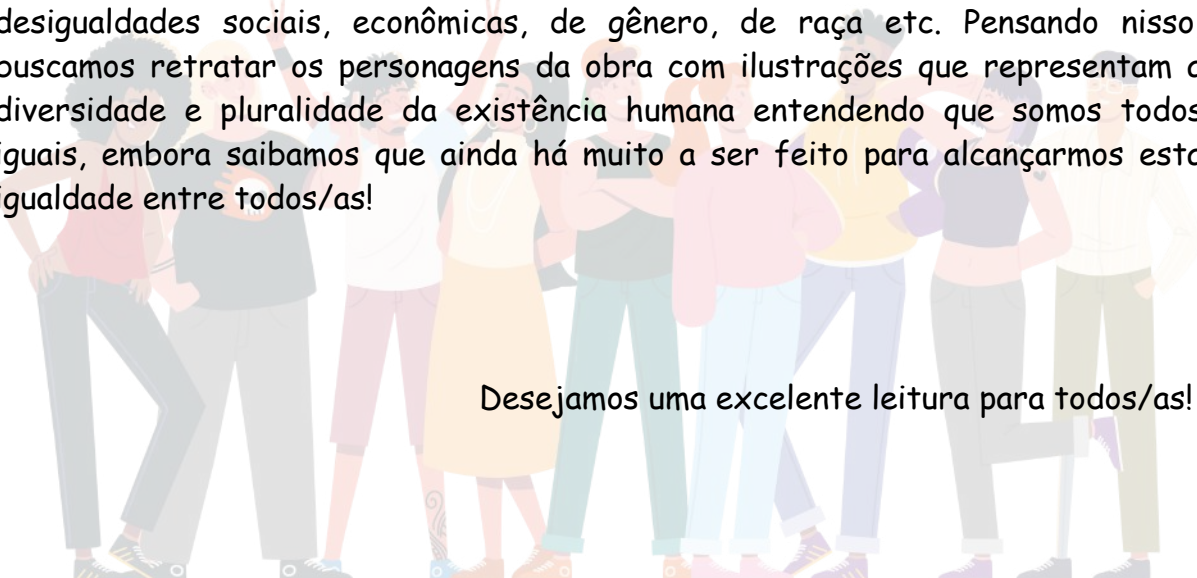 desigualdades sociais, econômicas, de gênero, de raça etc. Pensando nisso
buscamos retratar os personagens da obra com ilustrações que representam a
diversidade e pluralidade da existência humana entendendo que somos todos
iguais, embora saibamos que ainda há muito a ser feito para alcançarmos esta
igualdade entre todos/as!
Desejamos uma excelente leitura para todos/as!